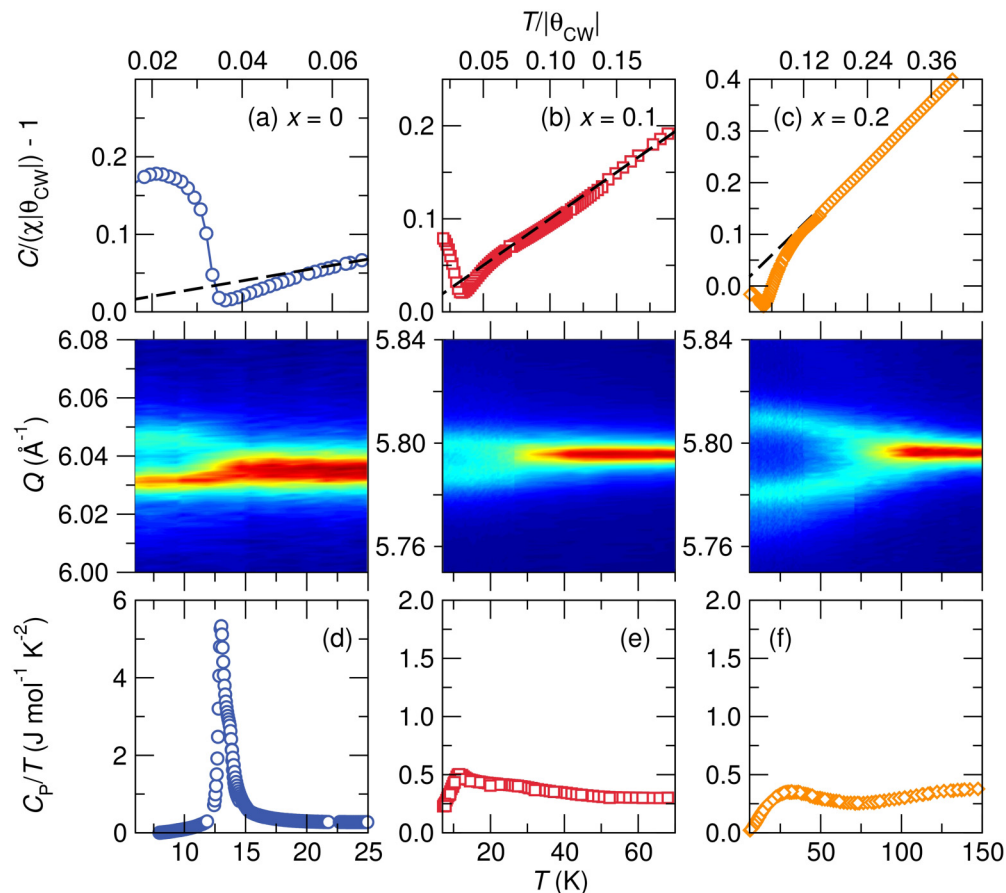 T/|θCW|
0.02 0.04 0.06 0.05 0.10 0.15 0.12 0.24 0.36
C/(χ|θCW|) - 1
(a) x = 0
0.2
0.1
0.0
(b) x = 0.1
0.2
0.1
0.0
(c) x = 0.2
0.4
0.3
0.2
0.1
0.0
Q (Å-1)
6.08
6.06
6.04
6.02
6.00
5.84
5.80
5.76
5.84
5.80
5.76
CP/T (J mol-1 K-2)
(d)
6
5
4
2
1
0
(e)
2.0
1.5
1.0
0.5
0.0
(f)
2.0
1.5
1.0
0.5
0.0
10 15 20 25 20 40 60 50 100 150
T (K)